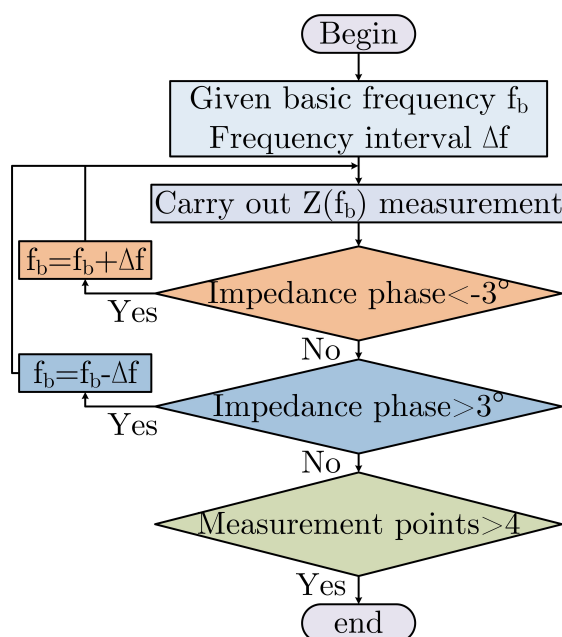 Begin
Given basic frequency f_b
Frequency interval Δf
Carry out Z(f_b) measurement
f_b=f_b+Δf
Impedance phase<-3°
Yes
No
f_b=f_b-Δf
Impedance phase>3°
Yes
No
Measurement points>4
Yes
end